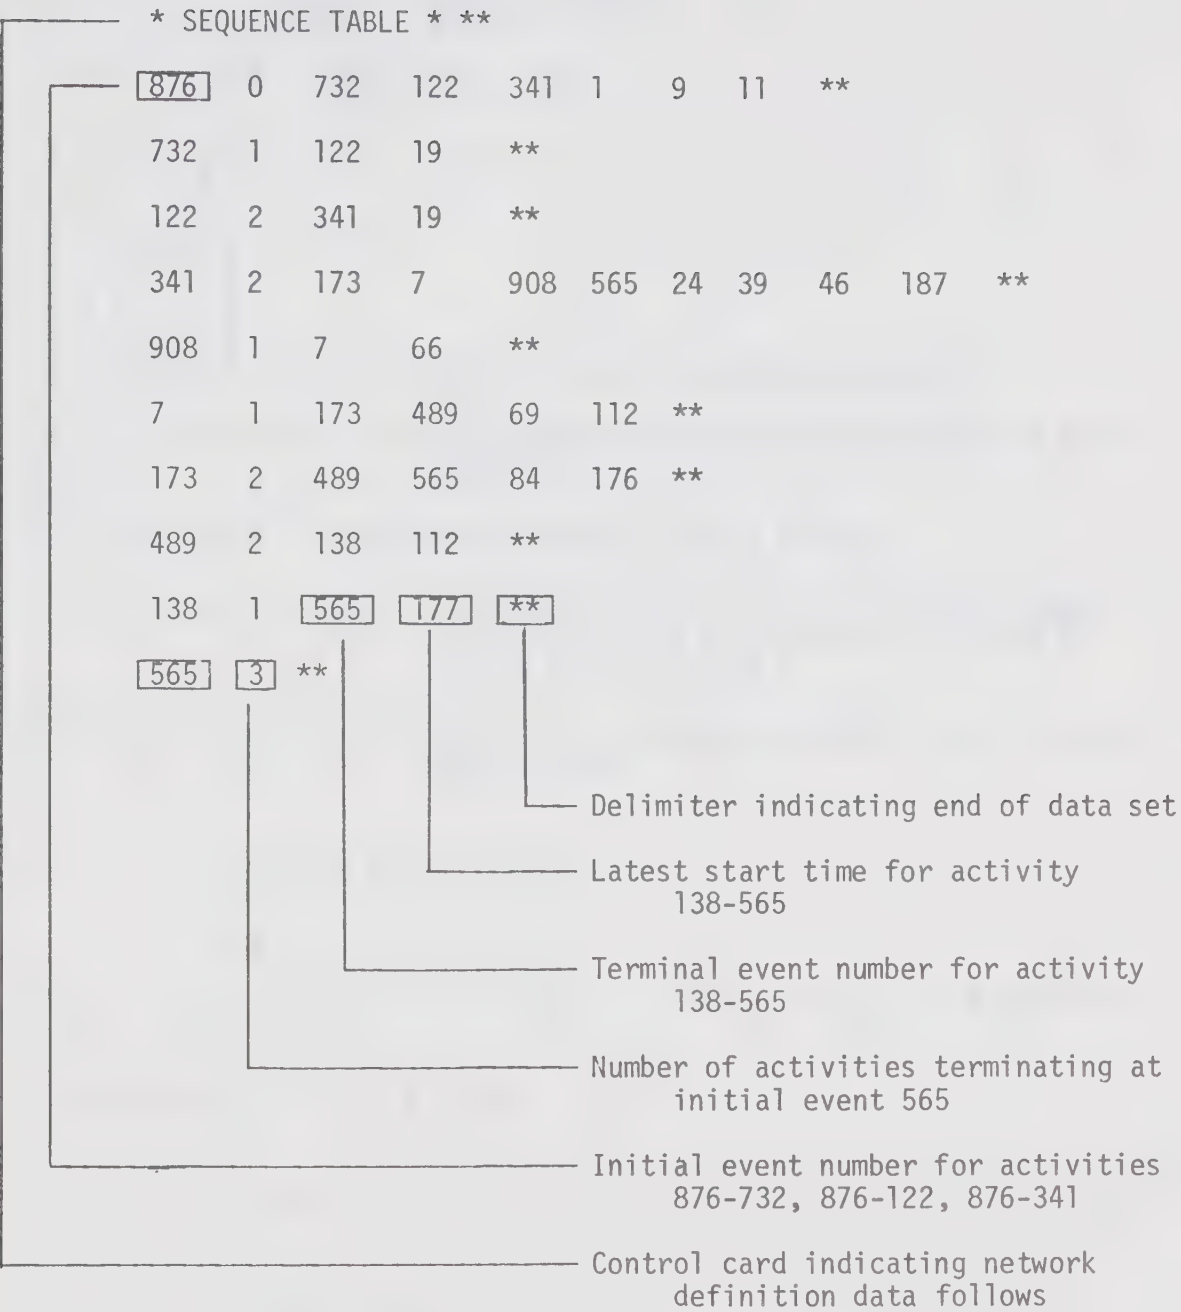 * SEQUENCE TABLE * **
876 0 732 122 341 1 9 11 **
732 1 122 19 **
122 2 341 19 **
341 2 173 7 908 565 24 39 46 187 **
908 1 7 66 **
7 1 173 489 69 112 **
173 2 489 565 84 176 **
489 2 138 112 **
138 1 565 177 **
565 3 **
Delimiter indicating end of data set
Latest start time for activity
138-565
Terminal event number for activity
138-565
Number of activities terminating at
initial event 565
Initial event number for activities
876-732, 876-122, 876-341
Control card indicating network
definition data follows